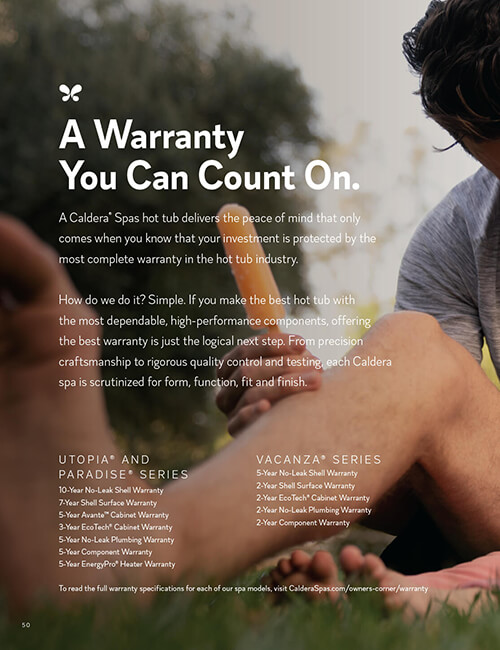 A Warranty
You Can Count On.
A Caldera® Spas hot tub delivers the peace of mind that only
comes when you know that your investment is protected by the
most complete warranty in the hot tub industry.
How do we do it? Simple. If you make the best hot tub with
the most dependable, high-performance components, offering
the best warranty is just the logical next step. From precision
craftsmanship to rigorous quality control and testing, each Caldera
spa is scrutinized for form, function, fit and finish.
UTOPIA® AND
PARADISE® SERIES
10-Year No-Leak Shell Warranty
7-Year Shell Surface Warranty
5-Year Avante™ Cabinet Warranty
3-Year EcoTech® Cabinet Warranty
5-Year No-Leak Plumbing Warranty
5-Year Component Warranty
5-Year EnergyPro® Heater Warranty
VACANZA® SERIES
5-Year No-Leak Shell Warranty
2-Year Shell Surface Warranty
2-Year EcoTech® Cabinet Warranty
2-Year No-Leak Plumbing Warranty
2-Year Component Warranty
To read the full warranty specifications for each of our spa models, visit CalderaSpas.com/owners-corner/warranty
50